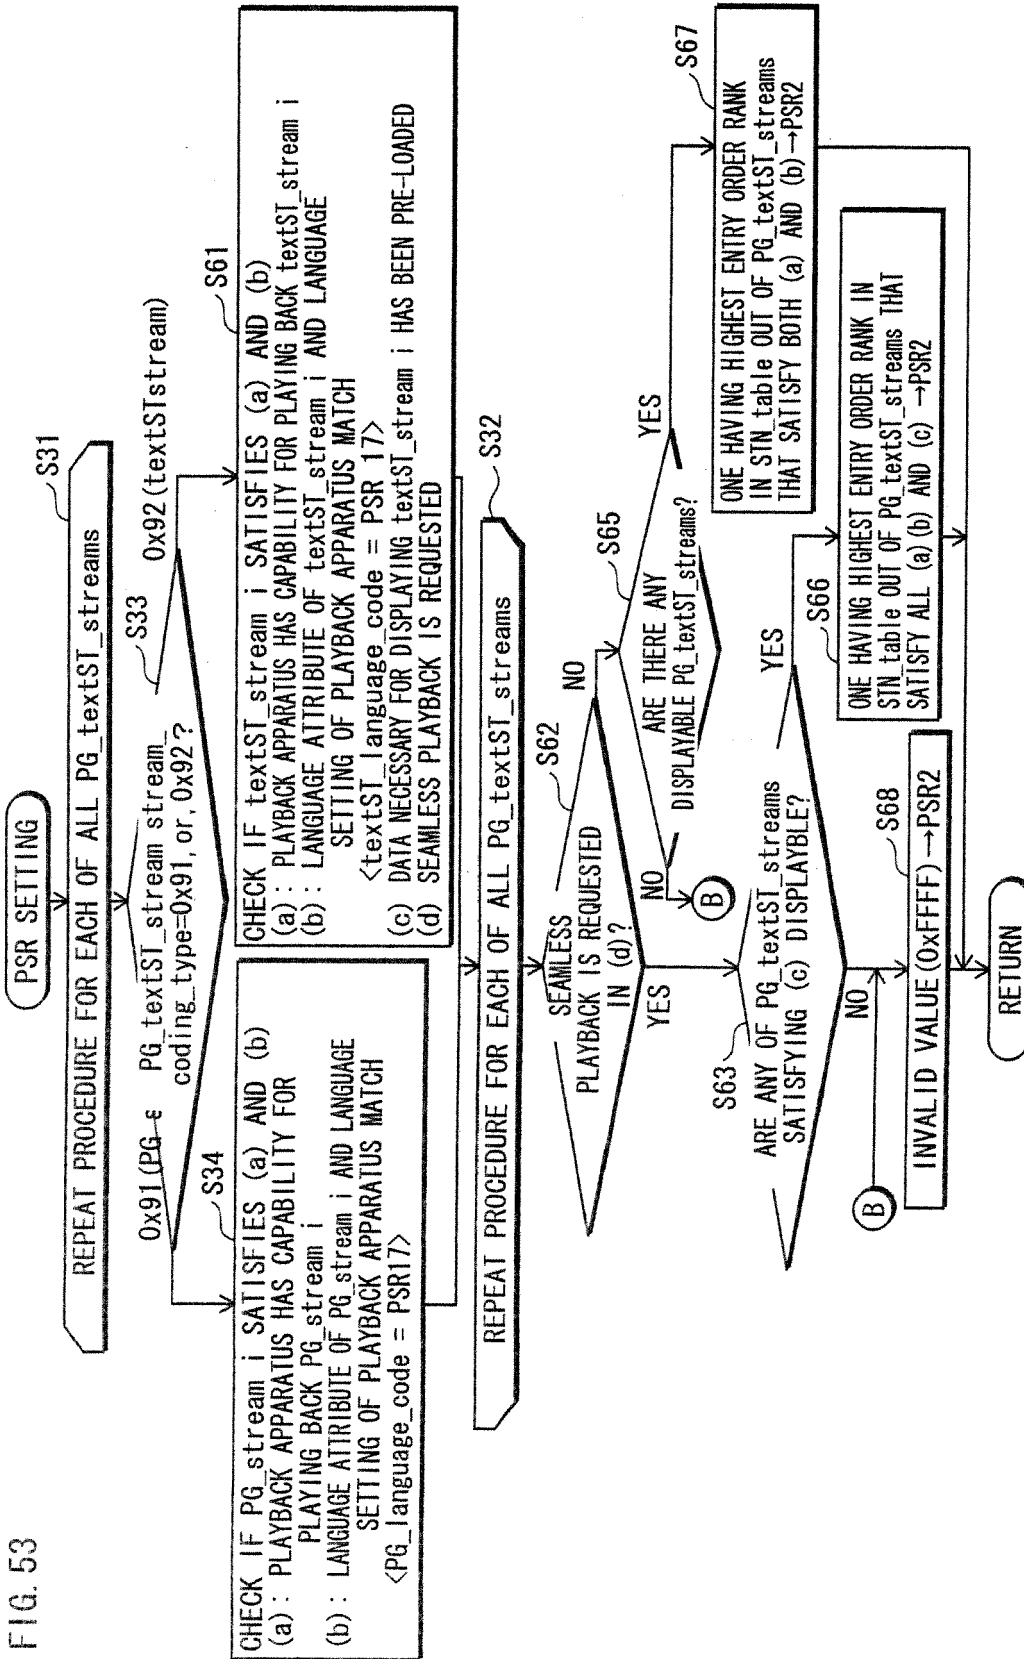 FIG. 53
PSR SETTING
S31
REPEAT PROCEDURE FOR EACH OF ALL PG_textST_streams
S33
0x91(PG s
PG_textST_stream stream_
coding_type=0x91, or, 0x92?
0x92(textSTstream)
S34
CHECK IF PG_stream i SATISFIES (a) AND (b)
(a): PLAYBACK APPARATUS HAS CAPABILITY FOR
PLAYING BACK PG_stream i
(b): LANGUAGE ATTRIBUTE OF PG_stream i AND LANGUAGE
SETTING OF PLAYBACK APPARATUS MATCH
<PG_language_code = PSR17>
S61
CHECK IF textST_stream i SATISFIES (a) AND (b)
(a): PLAYBACK APPARATUS HAS CAPABILITY FOR PLAYING BACK textST_stream i
(b): LANGUAGE ATTRIBUTE OF textST_stream i AND LANGUAGE
SETTING OF PLAYBACK APPARATUS MATCH
<textST_language_code = PSR 17>
(c) DATA NECESSARY FOR DISPLAYING textST_stream i HAS BEEN PRE-LOADED
(d) SEAMLESS PLAYBACK IS REQUESTED
S32
REPEAT PROCEDURE FOR EACH OF ALL PG_textST_streams
S62
SEAMLESS
PLAYBACK IS REQUESTED
IN (d)?
NO
YES
S65
ARE THERE ANY
DISPLAYABLE PG_textST_streams?
NO
YES
B
S63
ARE ANY OF PG_textST_streams
SATISFYING (c) DISPLAYBLE?
YES
NO
B
S67
ONE HAVING HIGHEST ENTRY ORDER RANK
IN STN_table OUT OF PG_textST_streams
THAT SATISFY BOTH (a) AND (b)→PSR2
S66
ONE HAVING HIGHEST ENTRY ORDER RANK IN
STN_table OUT OF PG_textST_streams THAT
SATISFY ALL (a)(b) AND (c) →PSR2
S68
INVALID VALUE(0xFFFF)→PSR2
RETURN